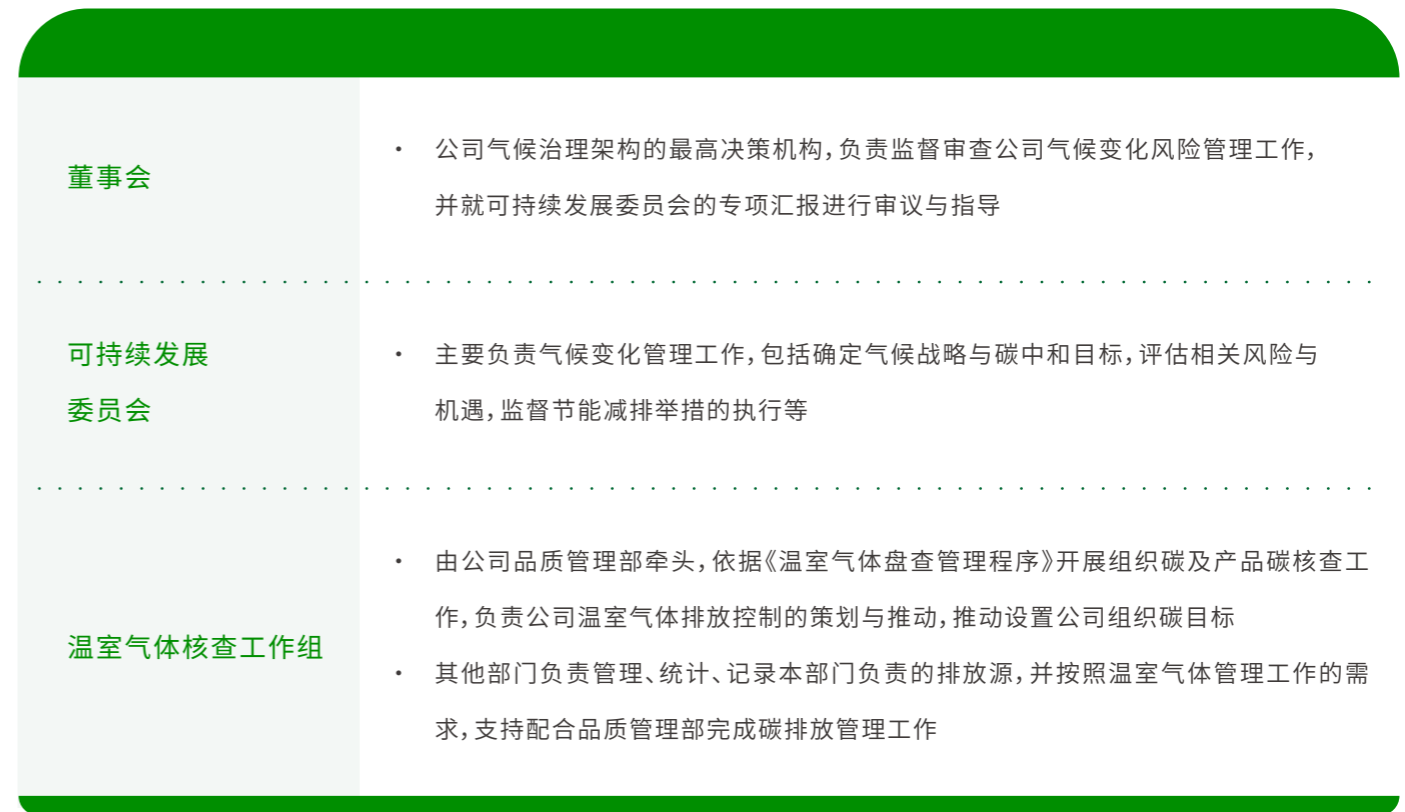 董事会
· 公司气候治理架构的最高决策机构，负责监督审查公司气候变化风险管理工作，
并就可持续发展委员会的专项汇报进行审议与指导
可持续发展
委员会
· 主要负责气候变化管理工作，包括确定气候战略与碳中和目标，评估相关风险与
机遇，监督节能减排举措的执行等
温室气体核查工作组
· 由公司品质管理部牵头，依据《温室气体盘查管理程序》开展组织碳及产品碳核查工
作，负责公司温室气体排放控制的策划与推动，推动设置公司组织碳目标
· 其他部门负责管理、统计、记录本部门负责的排放源，并按照温室气体管理工作的需
求，支持配合品质管理部完成碳排放管理工作